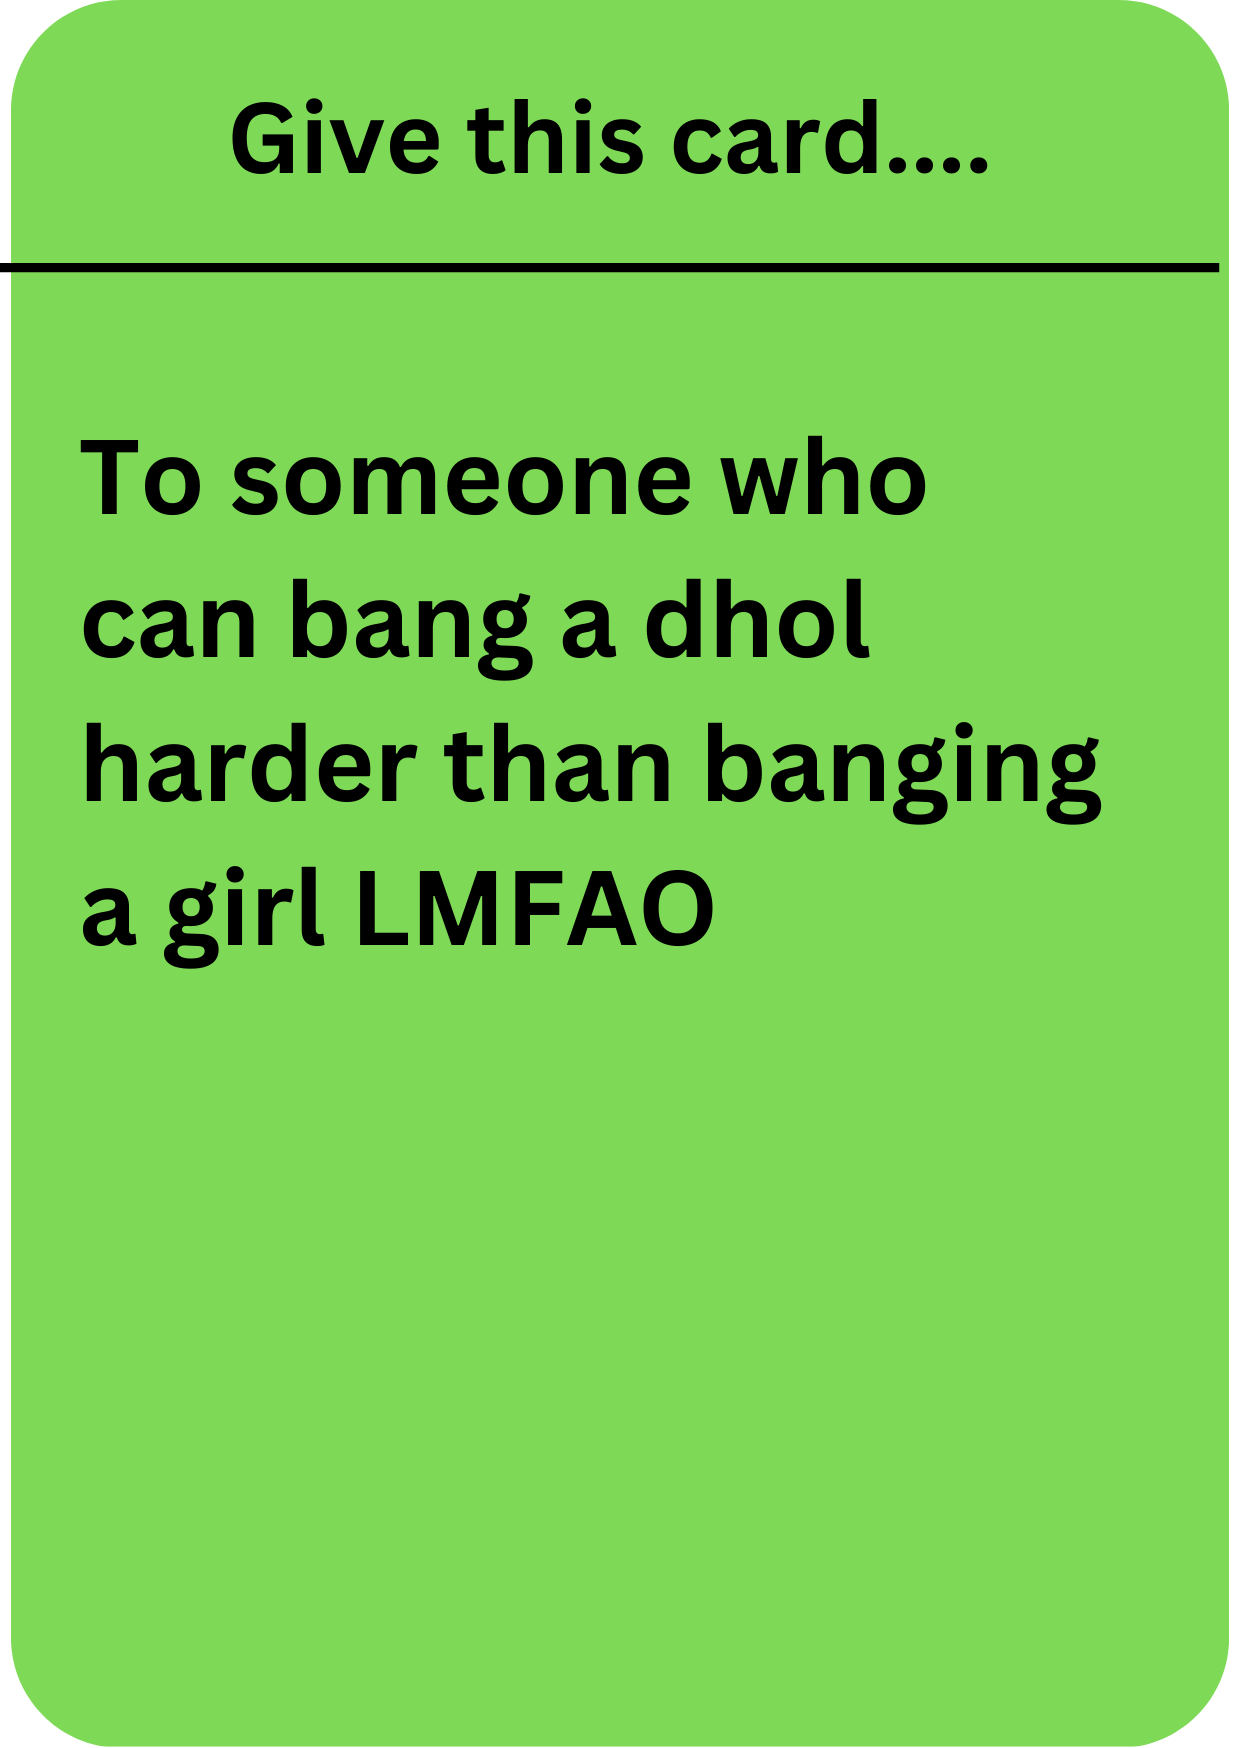 Give this card....
To someone who
can bang a dhol
harder than banging
a girl LMFAO